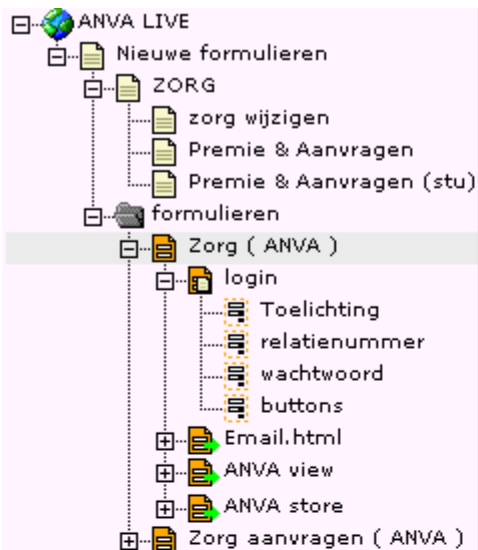 ANVA LIVE
Nieuwe formulieren
ZORG
zorg wijzigen
Premie & Aanvragen
Premie & Aanvragen (stu)
formulieren
Zorg ( ANVA )
login
Toelichting
relatienummer
wachtwoord
buttons
Email.html
ANVA view
ANVA store
Zorg aanvragen ( ANVA )